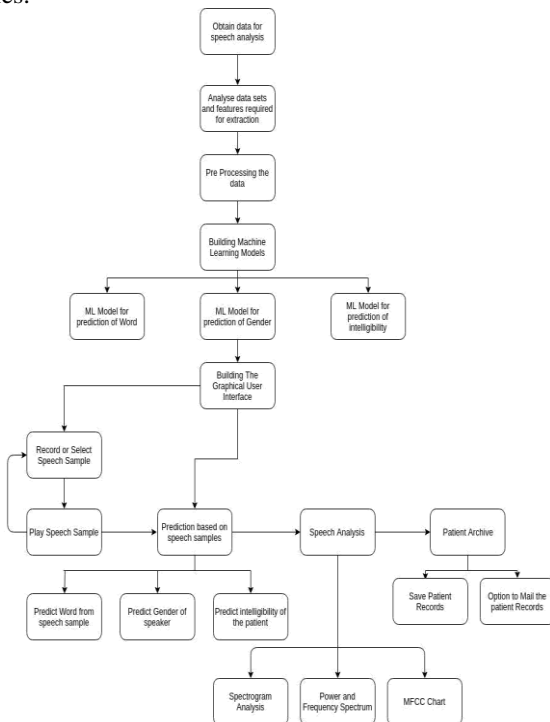 Obtain data for
speech analysis
Analyse data sets
and features required
for extraction
Pre Processing the
data
Building Machine
Learning Models
ML Model for
prediction of Word
ML Model for
prediction of Gender
ML Model for
prediction of
intelligibility
Building The
Graphical User
Interface
Record or Select
Speech Sample
Play Speech Sample
Prediction based on
speech samples
Speech Analysis
Patient Archive
Predict Word from
speech sample
Predict Gender of
speaker
Predict intelligibility of
the patient
Save Patient
Records
Option to Mail the
patient Records
Spectrogram
Analysis
Power and
Frequency Spectrum
MFCC Chart